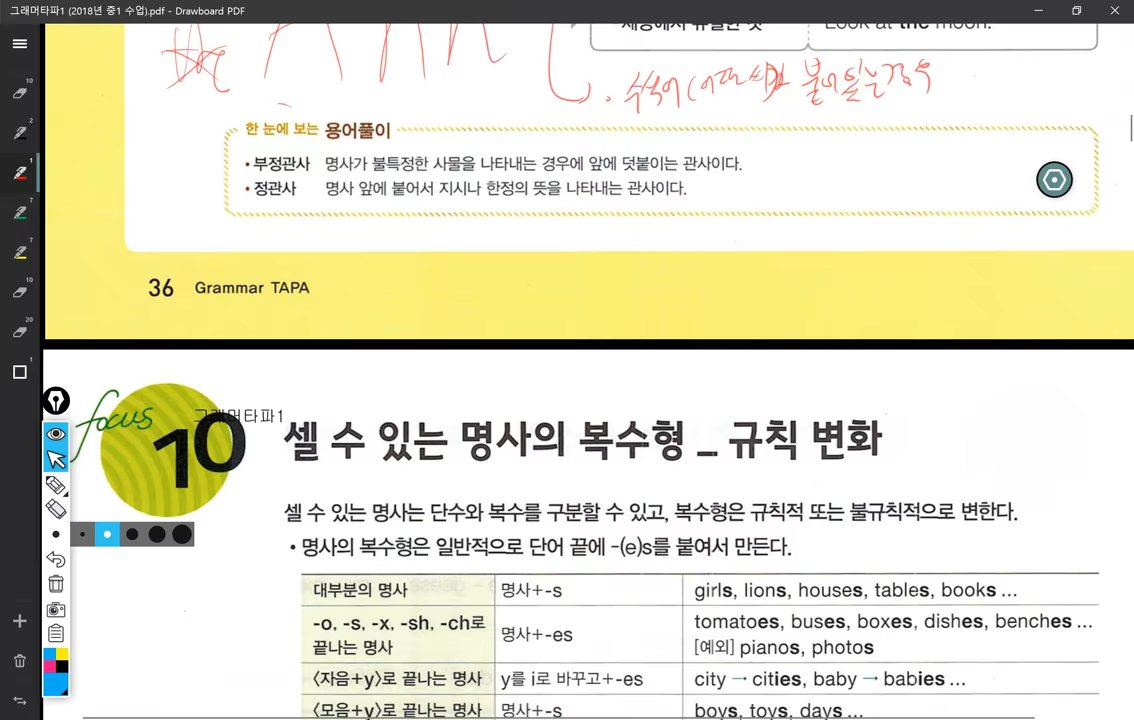 그래머타파1 (2018년 중1 수업).pdf - Drawboard PDF
세상에서 유일한 것
Look at the moon.
한 눈에 보는 용어풀이
• 부정관사 명사가 불특정한 사물을 나타내는 경우에 앞에 덧붙이는 관사이다.
• 정관사 명사 앞에 붙어서 지시나 한정의 뜻을 나타내는 관사이다.
36 Grammar TAPA
focus
10
그래머타파1
셀 수 있는 명사의 복수형 _ 규칙 변화
셀 수 있는 명사는 단수와 복수를 구분할 수 있고, 복수형은 규칙적 또는 불규칙적으로 변한다.
• 명사의 복수형은 일반적으로 단어 끝에 -(e)s를 붙여서 만든다.
대부분의 명사 명사+-s girls, lions, houses, tables, books ...
-o, -s, -x, -sh, -ch로
끝나는 명사
명사+-es
tomatoes, buses, boxes, dishes, benches ...
[예외] pianos, photos
〈자음+y〉로 끝나는 명사 y를 i로 바꾸고+-es city → cities, baby → babies ...
〈모음+y〉로 끝나는 명사 명사+-s boys, toys, days ...
10
2
1
7
7
10
20
1